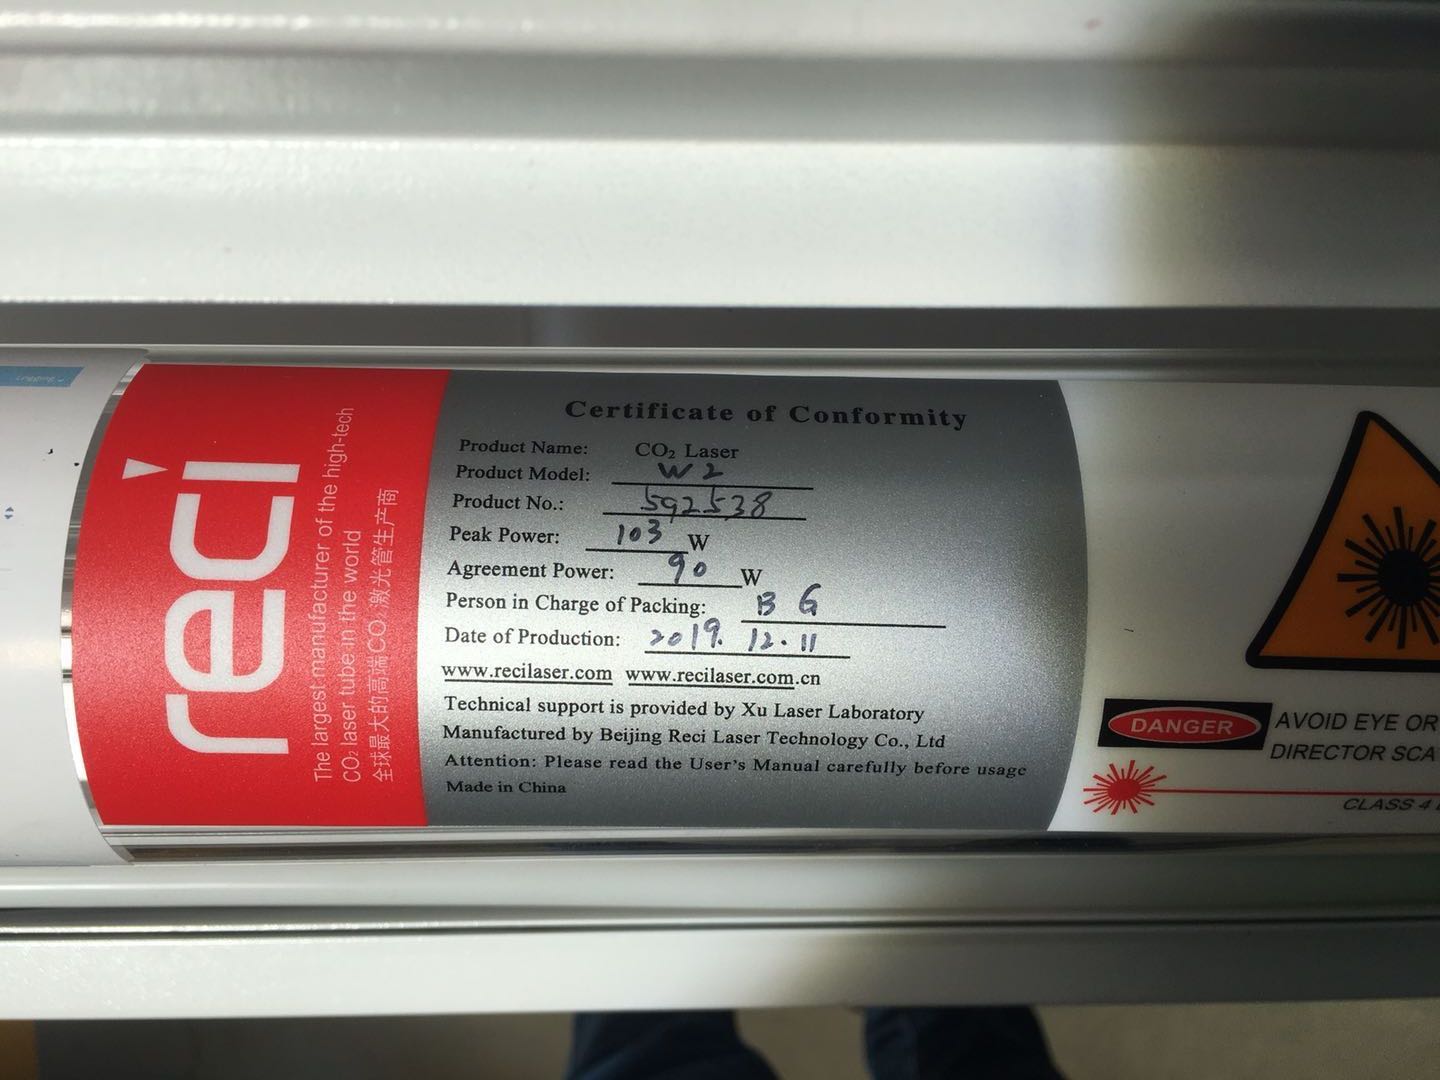 reci
The largest manufacturer of the high-tech
CO₂ laser tube in the world
全球最大的高端CO₂激光管生产商
Certificate of Conformity
Product Name: CO₂ Laser
Product Model: W2
Product No.: 592538
Peak Power: 103 W
Agreement Power: 90 W
Person in Charge of Packing: BG
Date of Production: 2019.12.11
www.recilaser.com www.recilaser.com.cn
Technical support is provided by Xu Laser Laboratory
Manufactured by Beijing Reci Laser Technology Co., Ltd
Attention: Please read the User's Manual carefully before usage
Made in China
DANGER
AVOID EYE OR
DIRECTOR SCA
CLASS 4